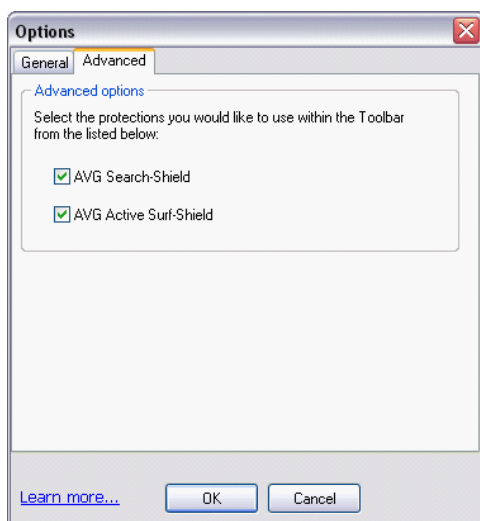 Options
General
Advanced
Advanced options
Select the protections you would like to use within the Toolbar
from the listed below:
AVG Search-Shield
AVG Active Surf-Shield
Learn more...
OK
Cancel